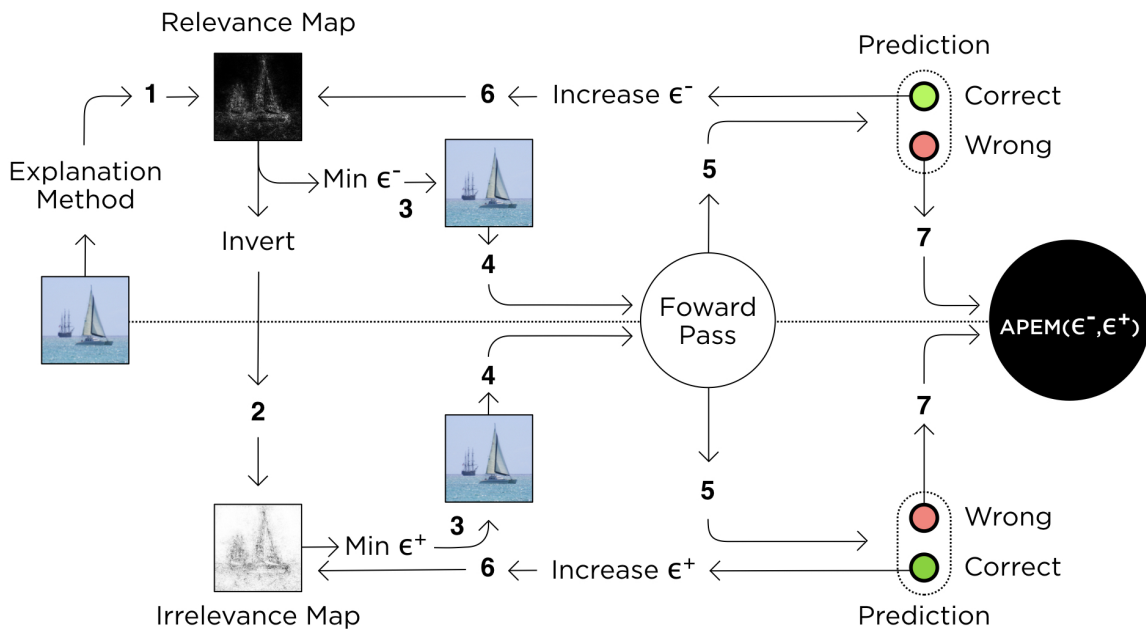 Relevance Map
Prediction
1
6
Increase ϵ⁻
Correct
Wrong
Explanation
Method
Min ϵ⁻
3
5
Invert
4
7
Foward
Pass
APEM(ϵ⁻,ϵ⁺)
4
2
7
5
3
Wrong
Min ϵ⁺
6
Increase ϵ⁺
Correct
Irrelevance Map
Prediction